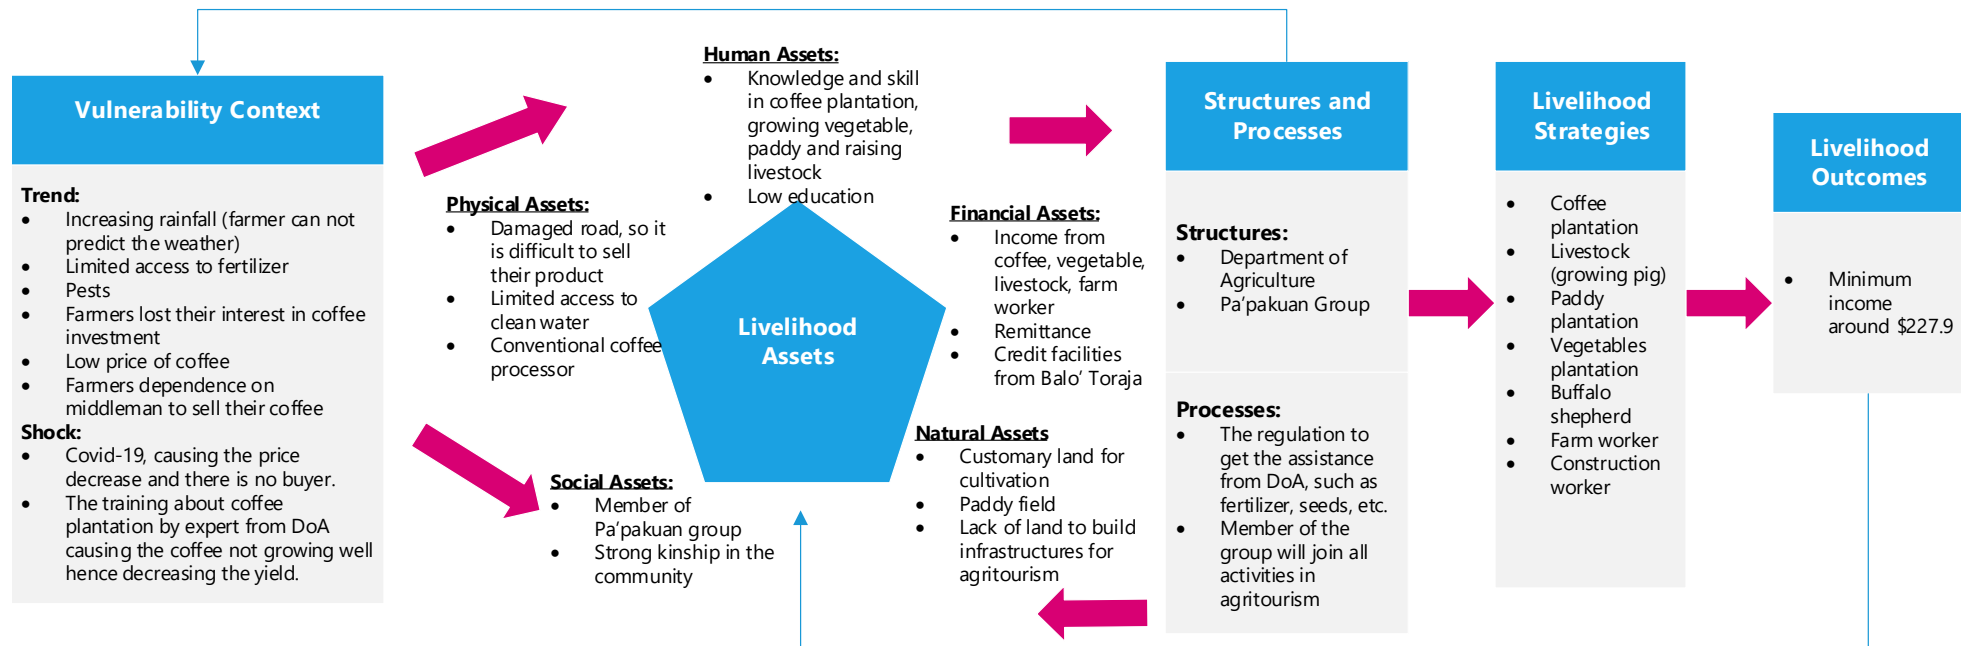 Vulnerability Context
Trend:
• Increasing rainfall (farmer can not
predict the weather)
• Limited access to fertilizer
• Pests
• Farmers lost their interest in coffee
investment
• Low price of coffee
• Farmers dependence on
middleman to sell their coffee
Shock:
• Covid-19, causing the price
decrease and there is no buyer.
• The training about coffee
plantation by expert from DoA
causing the coffee not growing well
hence decreasing the yield.
Human Assets:
• Knowledge and skill
in coffee plantation,
growing vegetable,
paddy and raising
livestock
• Low education
Physical Assets:
• Damaged road, so it
is difficult to sell
their product
• Limited access to
clean water
• Conventional coffee
processor
Livelihood
Assets
Financial Assets:
• Income from
coffee, vegetable,
livestock, farm
worker
• Remittance
• Credit facilities
from Balo’ Toraja
Social Assets:
• Member of
Pa’pakuan group
• Strong kinship in the
community
Natural Assets
• Customary land for
cultivation
• Paddy field
• Lack of land to build
infrastructures for
agritourism
Structures and
Processes
Structures:
• Department of
Agriculture
• Pa’pakuan Group
Processes:
• The regulation to
get the assistance
from DoA, such as
fertilizer, seeds, etc.
• Member of the
group will join all
activities in
agritourism
Livelihood
Strategies
• Coffee
plantation
• Livestock
(growing pig)
• Paddy
plantation
• Vegetables
plantation
• Buffalo
shepherd
• Farm worker
• Construction
worker
Livelihood
Outcomes
• Minimum
income
around $227.9